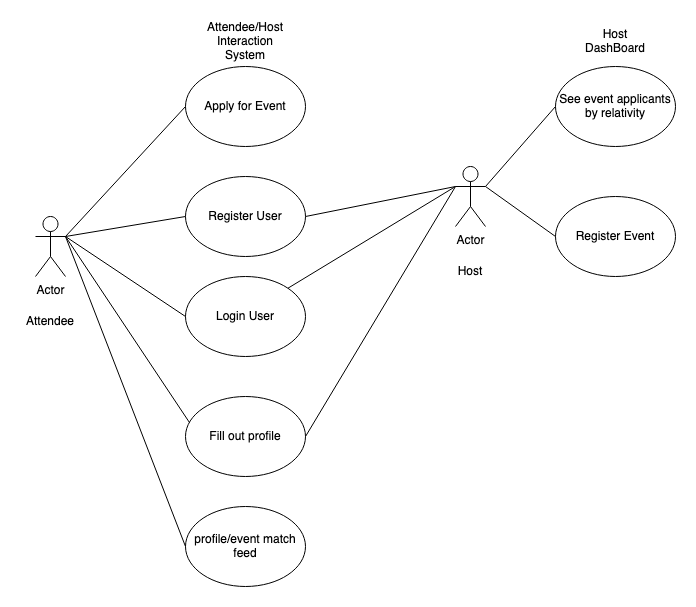 Attendee/Host
Interaction
System
Host
DashBoard
Apply for Event
See event applicants
by relativity
Register User
Register Event
Actor
Host
Actor
Attendee
Login User
Fill out profile
profile/event match
feed